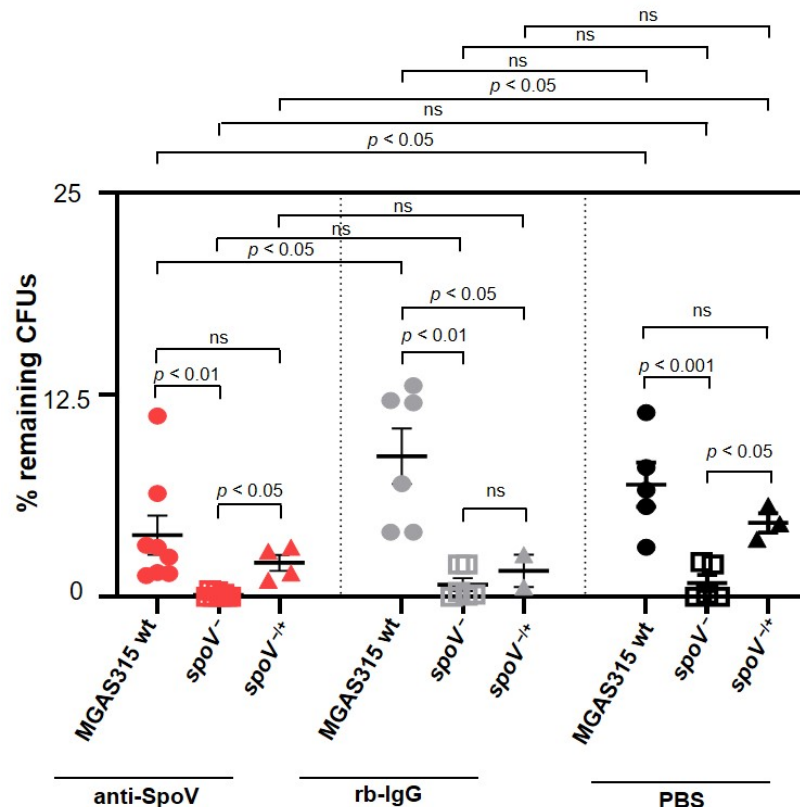 ns
ns
ns
p < 0.05
ns
p < 0.05
25
ns
ns
p < 0.05
p < 0.05
ns
ns
p < 0.01
p < 0.001
p < 0.01
12.5
p < 0.05
p < 0.05
ns
0
% remaining CFUs
MGAS315 wt
spoV⁻
spoV⁻/⁺
MGAS315 wt
spoV⁻
spoV⁻/⁺
MGAS315 wt
spoV⁻
spoV⁻/⁺
anti-SpoV
rb-IgG
PBS